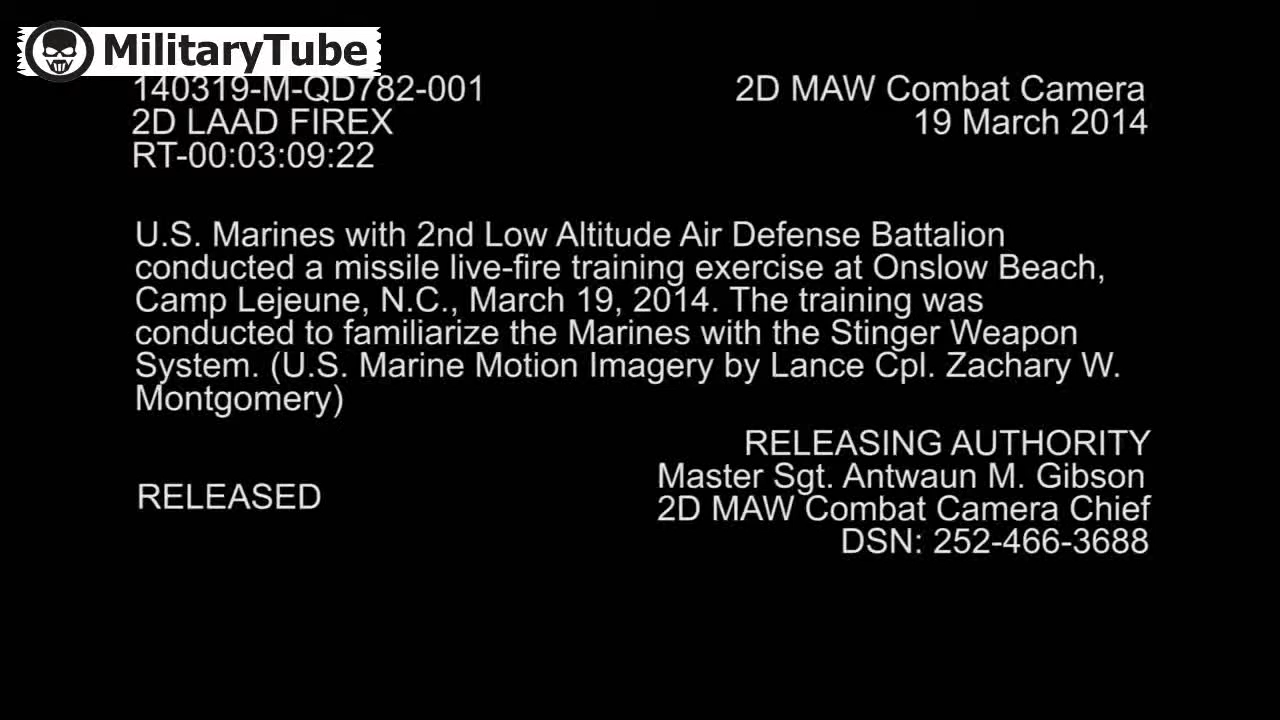 MilitaryTube
140319-M-QD782-001
2D MAW Combat Camera
2D LAAD FIREX
19 March 2014
RT-00:03:09:22
U.S. Marines with 2nd Low Altitude Air Defense Battalion
conducted a missile live-fire training exercise at Onslow Beach,
Camp Lejeune, N.C., March 19, 2014. The training was
conducted to familiarize the Marines with the Stinger Weapon
System. (U.S. Marine Motion Imagery by Lance Cpl. Zachary W.
Montgomery)
RELEASING AUTHORITY
Master Sgt. Antwaun M. Gibson
RELEASED
2D MAW Combat Camera Chief
DSN: 252-466-3688